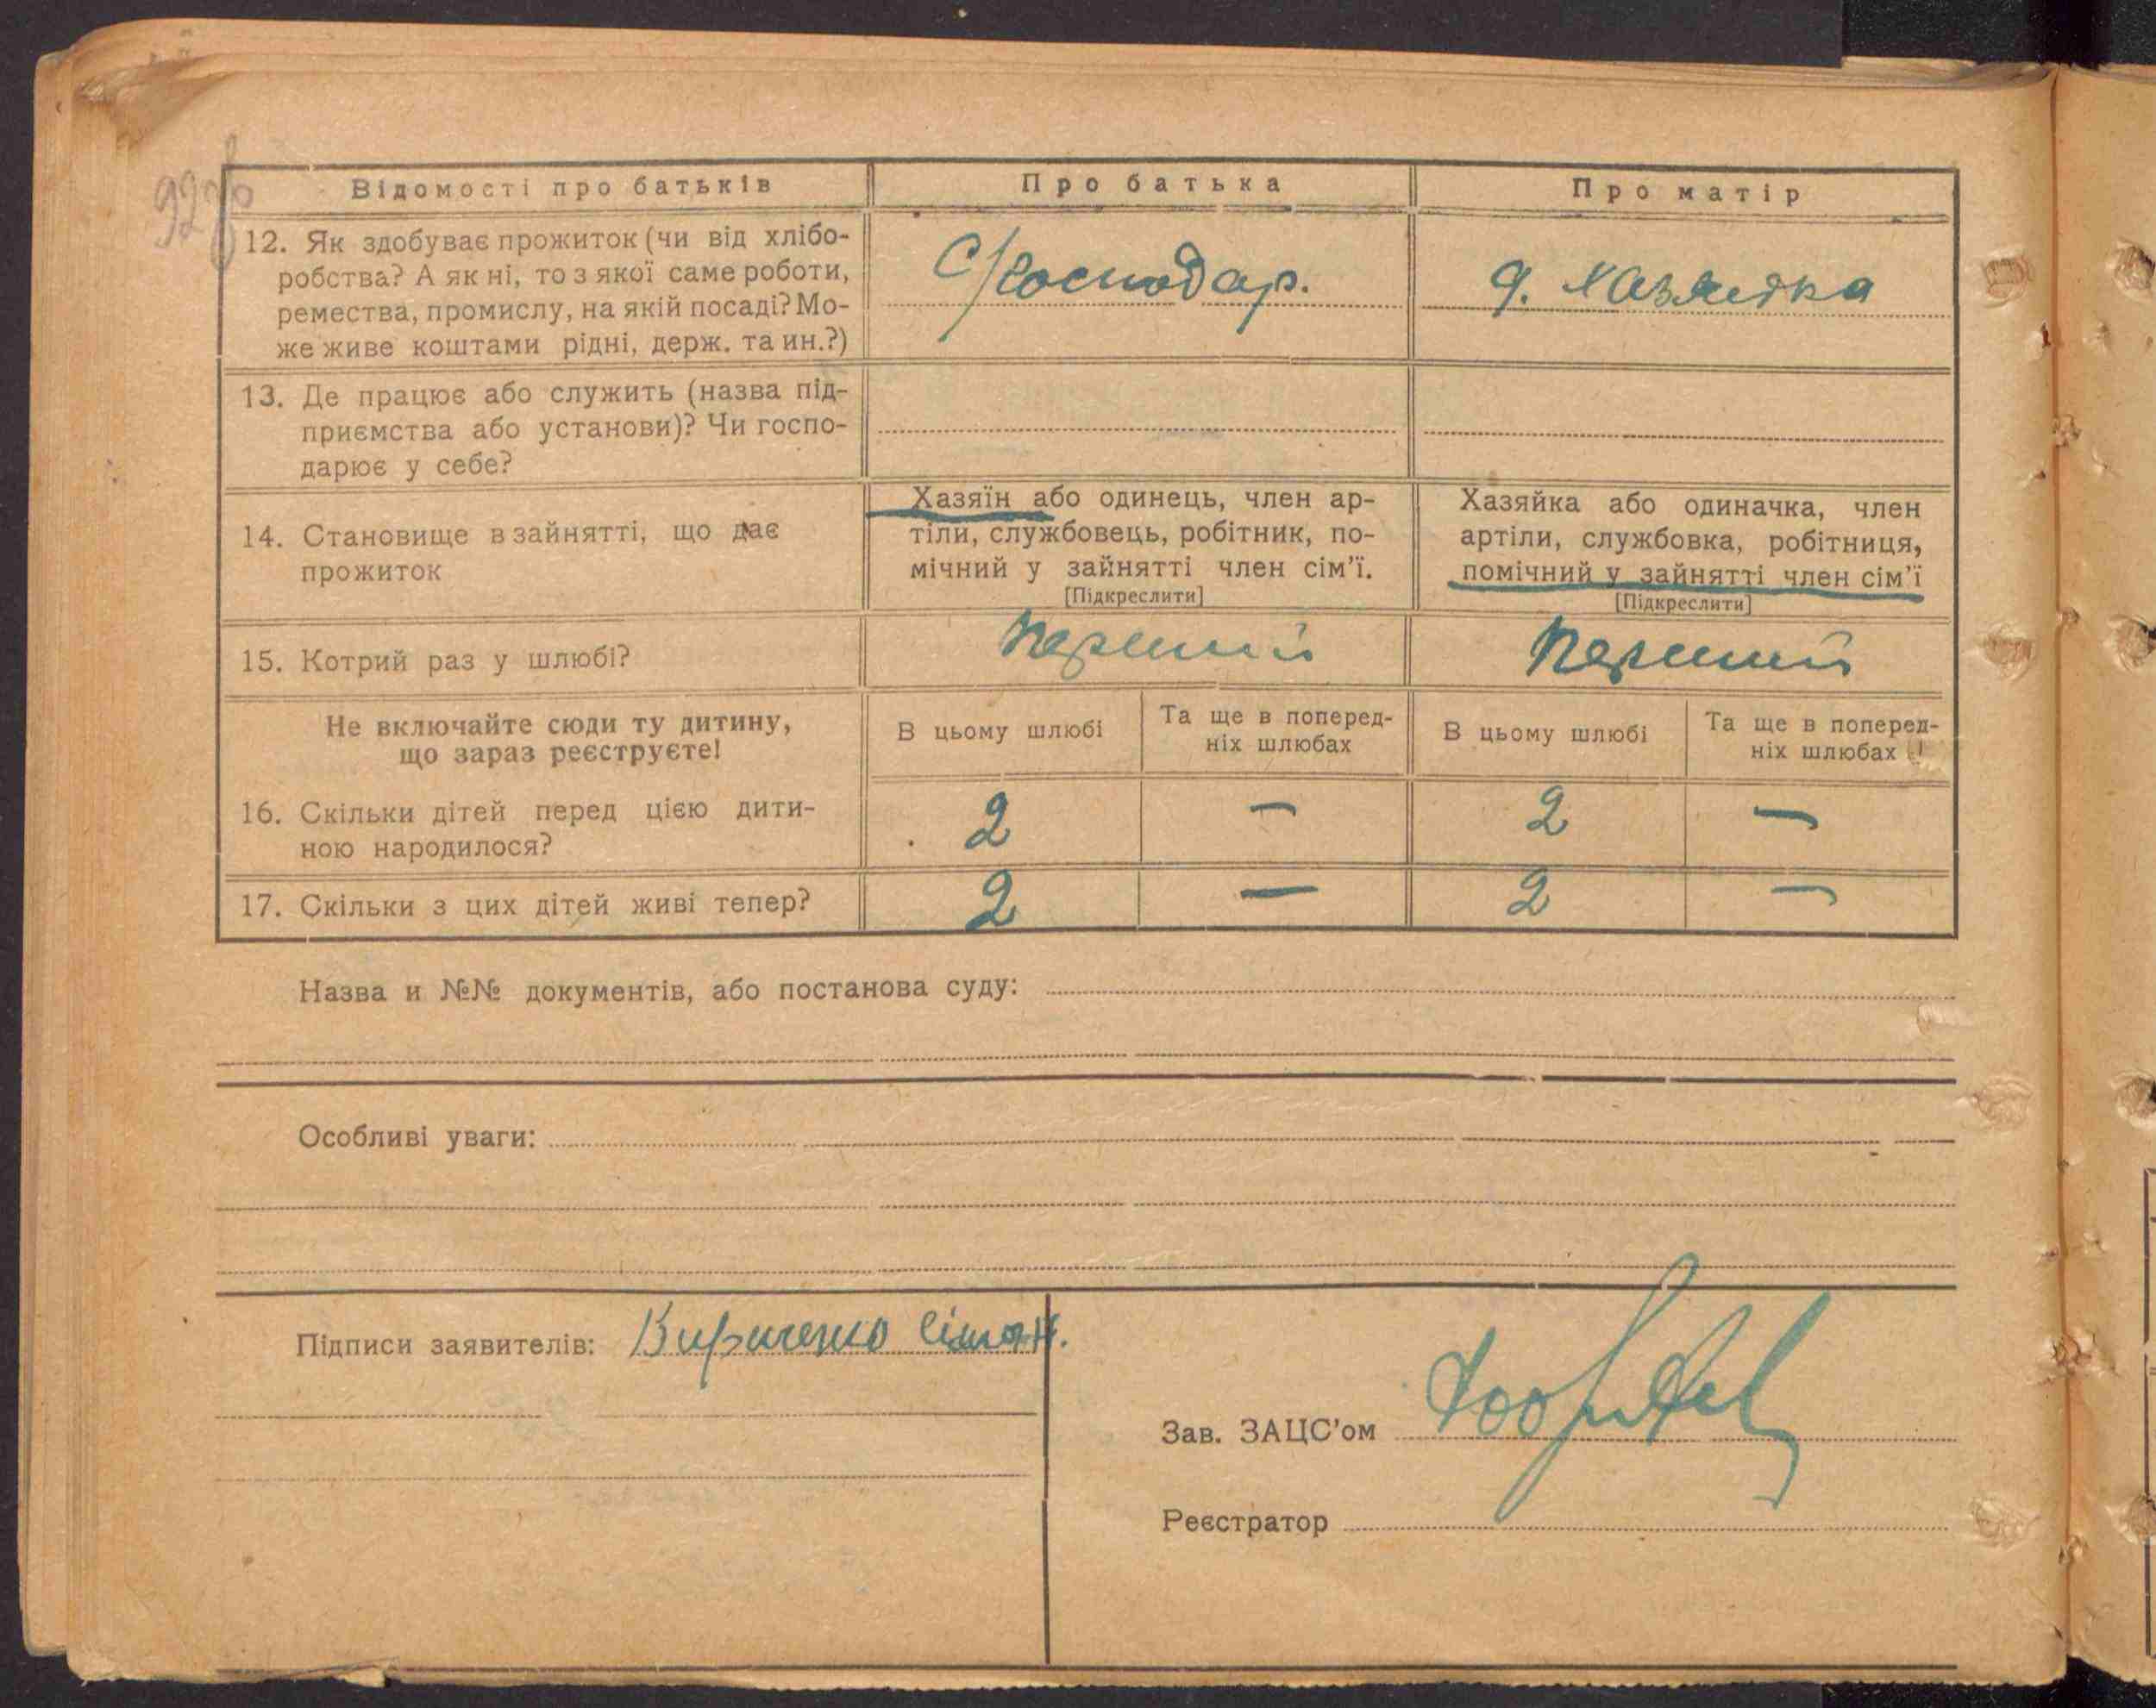 Відомості про батьків
Про батька
Про матір
12. Як здобуває прожиток (чи від хлібо-
робства? А як ні, то з якої саме роботи,
ремества, промислу, на якій посаді? Мо-
же живе коштами рідні, держ. та ин.?)
С/господар.
д. хазяйка
13. Де працює або служить (назва під-
приємства або установи)? Чи госпо-
дарює у себе?
14. Становище в зайнятті, що дає
прожиток
Хазяїн або одинець, член ар-
тіли, службовець, робітник, по-
мічний у зайнятті член сім'ї.
[Підкреслити]
Хазяйка або одиначка, член
артіли, службовка, робітниця,
помічний у зайнятті член сім'ї
[Підкреслити]
15. Котрий раз у шлюбі?
перший
перший
Не включайте сюди ту дитину,
що зараз реєструєте!
В цьому шлюбі
Та ще в поперед-
ніх шлюбах
В цьому шлюбі
Та ще в поперед-
ніх шлюбах
16. Скільки дітей перед цією дити-
ною народилося?
2 — 2 —
17. Скільки з цих дітей живі тепер?
2 — 2 —
Назва и №№ документів, або постанова суду:
Особливі уваги:
Підписи заявителів:
Зав. ЗАЦС'ом
Реєстратор